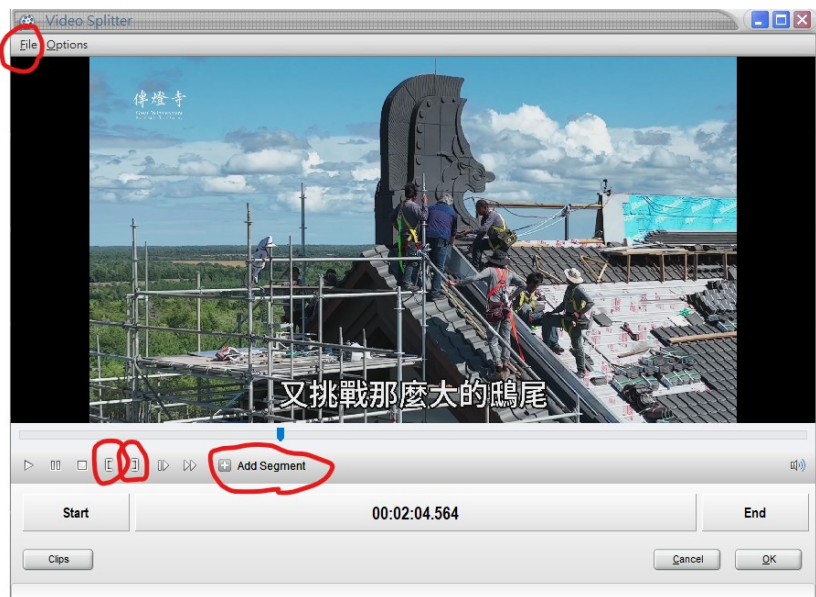 Video Splitter
File Options
傳燈寺
又挑戰那麼大的鴟尾
Add Segment
Start 00:02:04.564 End
Clips Cancel OK